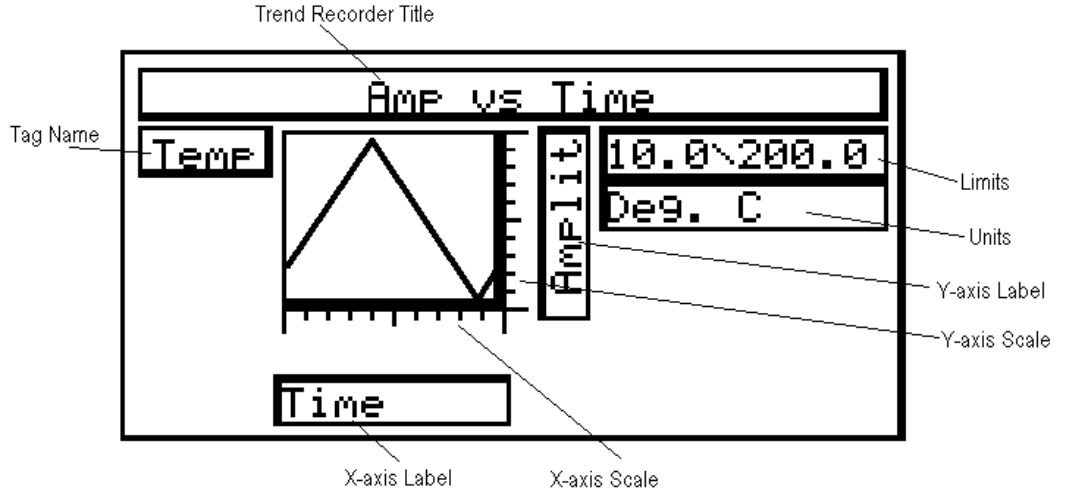 Trend Recorder Title
Amp vs Time
Tag Name
Temp
Amplit
10.0\200.0
Deg. C
Limits
Units
Y-axis Label
Y-axis Scale
Time
X-axis Label
X-axis Scale